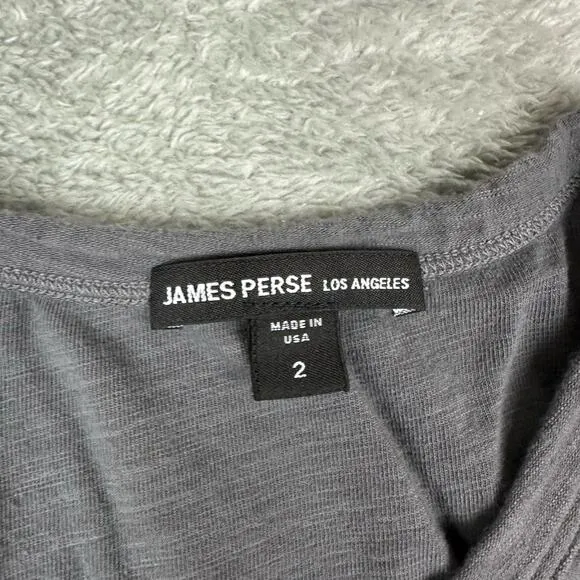 JAMES PERSE LOS ANGELES
MADE IN
USA
2